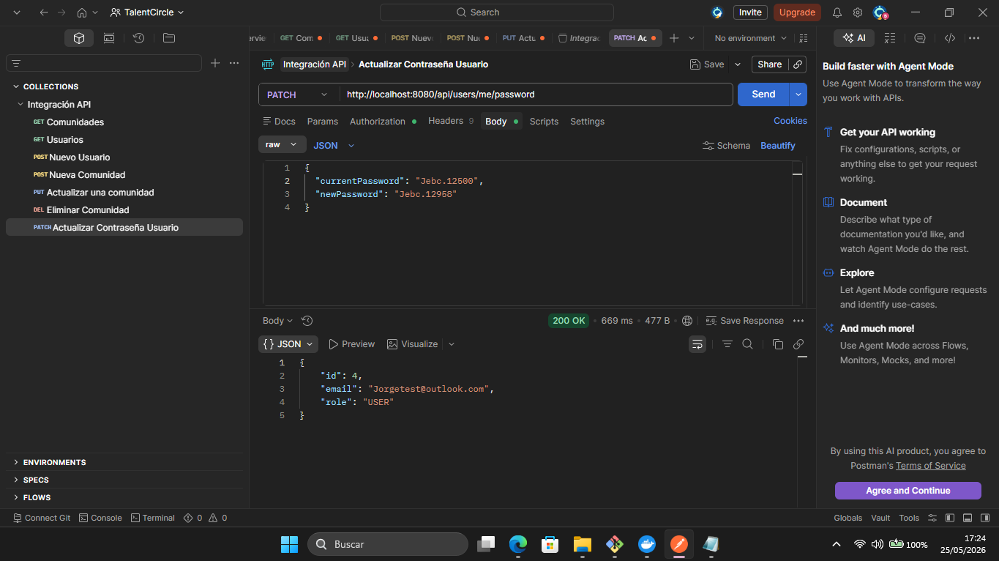 TalentCircle
Search
Invite
Upgrade
GET Com
GET Usua
POST Nuev
POST Nu
PUT Actu
Integrac
PATCH Ac
No environment
AI
COLLECTIONS
Integración API
GET Comunidades
GET Usuarios
POST Nuevo Usuario
POST Nueva Comunidad
PUT Actualizar una comunidad
DEL Eliminar Comunidad
PATCH Actualizar Contraseña Usuario
ENVIRONMENTS
SPECS
FLOWS
HTTP Integración API > Actualizar Contraseña Usuario
Save
Share
PATCH http://localhost:8080/api/users/me/password
Send
Docs Params Authorization Headers 9 Body Scripts Settings
Cookies
raw JSON
Schema Beautify
1 {
2 "currentPassword": "Jebc.12500",
3 "newPassword": "Jebc.12958"
4 }
Body
200 OK • 669 ms • 477 B
e.g. Save Response
{} JSON Preview Visualize
1 {
2 "id": 4,
3 "email": "Jorgetest@outlook.com",
4 "role": "USER"
5 }
Build faster with Agent Mode
Use Agent Mode to transform the way
you work with APIs.
Get your API working
Fix configurations, scripts, or
anything else to get your request
working.
Document
Describe what type of
documentation you'd like, and
watch Agent Mode do the rest.
Explore
Let Agent Mode configure requests
and identify use-cases.
And much more!
Use Agent Mode across Flows,
Monitors, Mocks, and more!
By using this AI product, you agree to
Postman's Terms of Service
Agree and Continue
Connect Git Console Terminal 0 0
Globals Vault Tools
Buscar
100%
17:24
25/05/2026